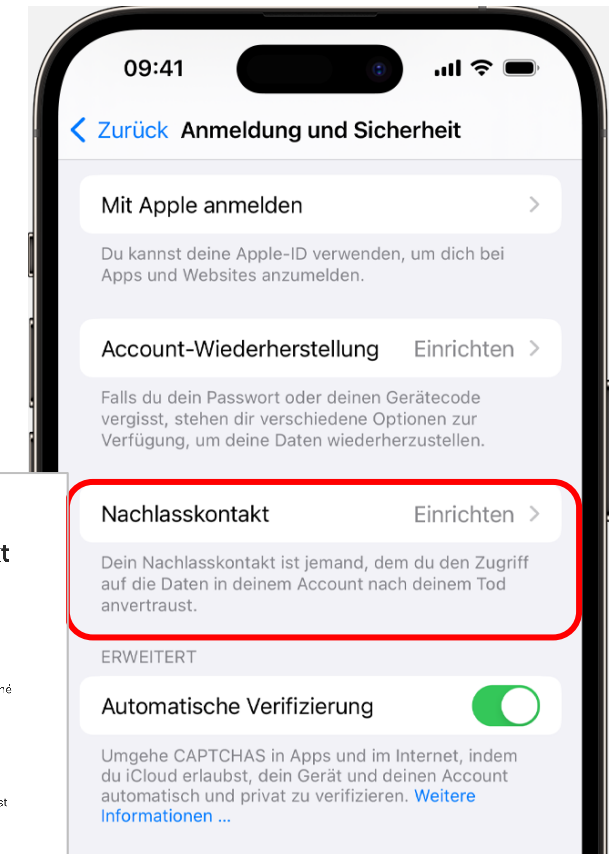 09:41
Zurück Anmeldung und Sicherheit
Mit Apple anmelden
Du kannst deine Apple-ID verwenden, um dich bei
Apps und Websites anzumelden.
Account-Wiederherstellung Einrichten
Falls du dein Passwort oder deinen Gerätecode
vergisst, stehen dir verschiedene Optionen zur
Verfügung, um deine Daten wiederherzustellen.
Nachlasskontakt Einrichten
Dein Nachlasskontakt ist jemand, dem du den Zugriff
auf die Daten in deinem Account nach deinem Tod
anvertraust.
ERWEITERT
Automatische Verifizierung
Umgehe CAPTCHAS in Apps und im Internet, indem
du iCloud erlaubst, dein Gerät und deinen Account
automatisch und privat zu verifizieren. Weitere
Informationen ...